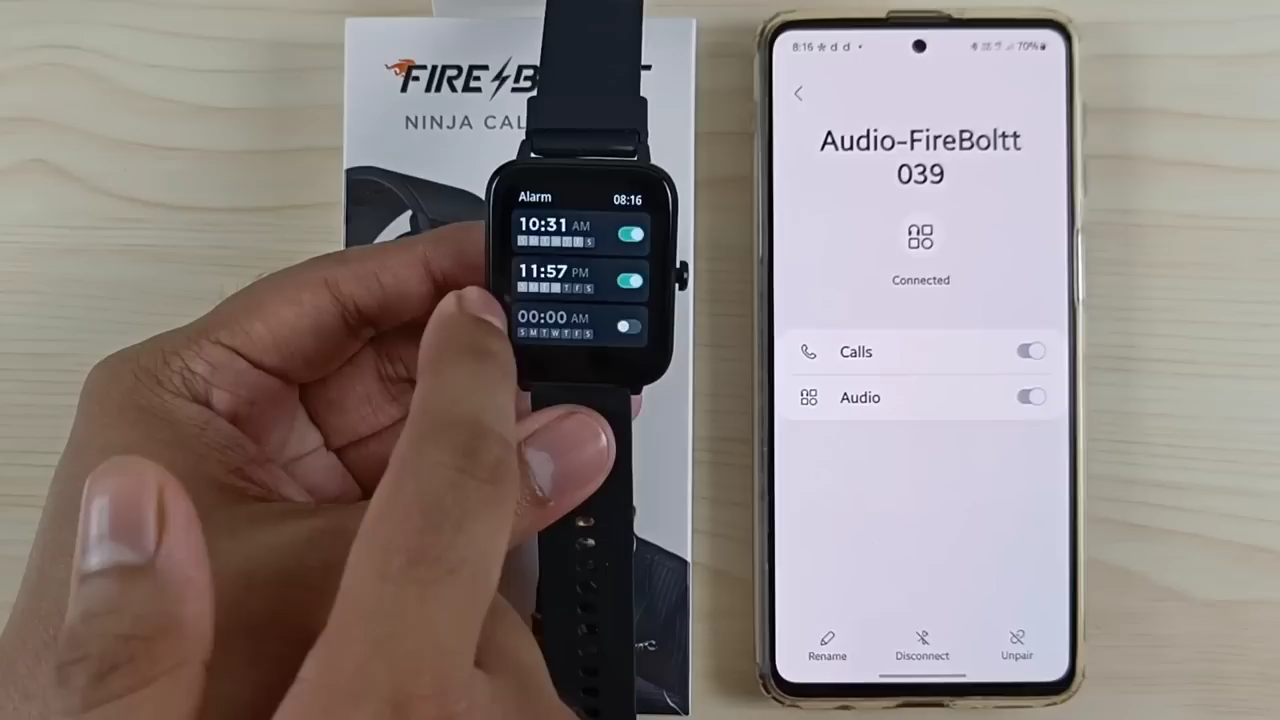 FIRE B
NINJA CAL
Alarm 08:16
10:31 AM
11:57 PM
00:00 AM
S M T W T F S
8:16 70%
Audio-FireBoltt
039
Connected
Calls
Audio
Rename Disconnect Unpair